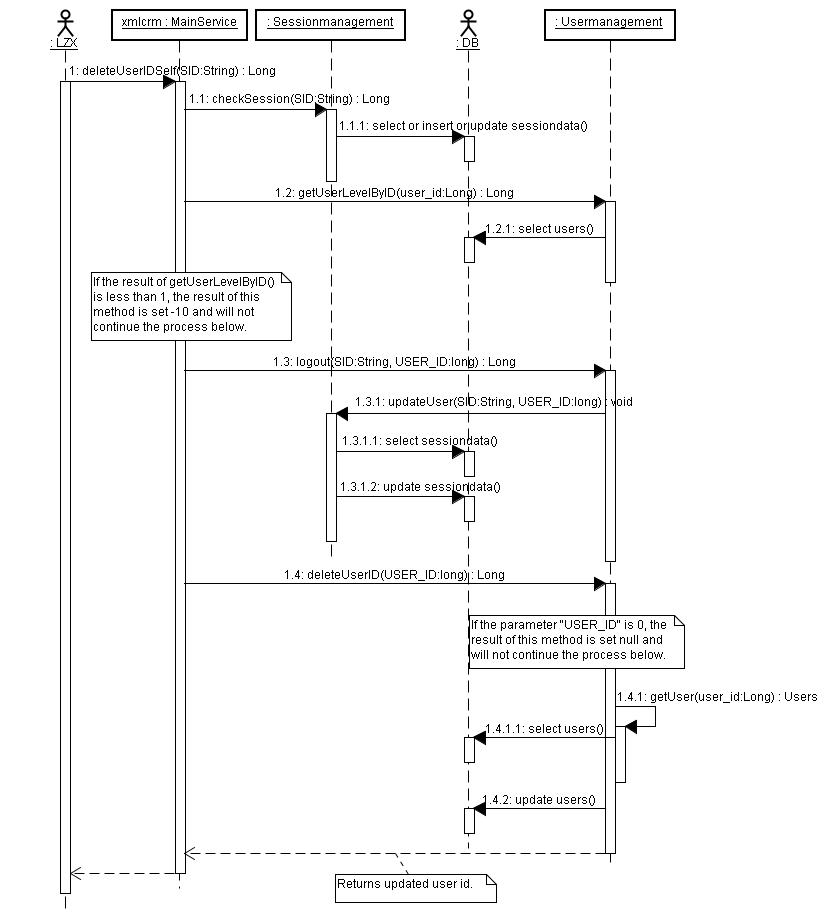 xmlcrm : MainService
: Sessionmanagement
: Usermanagement
: LZX
: DB
1: deleteUserIDSelf(SID:String) : Long
1.1: checkSession(SID:String) : Long
1.1.1: select or insert or update sessiondata()
1.2: getUserLevelByID(user_id:Long) : Long
1.2.1: select users()
If the result of getUserLevelByID()
is less than 1, the result of this
method is set -10 and will not
continue the process below.
1.3: logout(SID:String, USER_ID:long) : Long
1.3.1: updateUser(SID:String, USER_ID:long) : void
1.3.1.1: select sessiondata()
1.3.1.2: update sessiondata()
1.4: deleteUserID(USER_ID:long) : Long
If the parameter "USER_ID" is 0, the
result of this method is set null and
will not continue the process below.
1.4.1: getUser(user_id:Long) : Users
1.4.1.1: select users()
1.4.2: update users()
Returns updated user id.